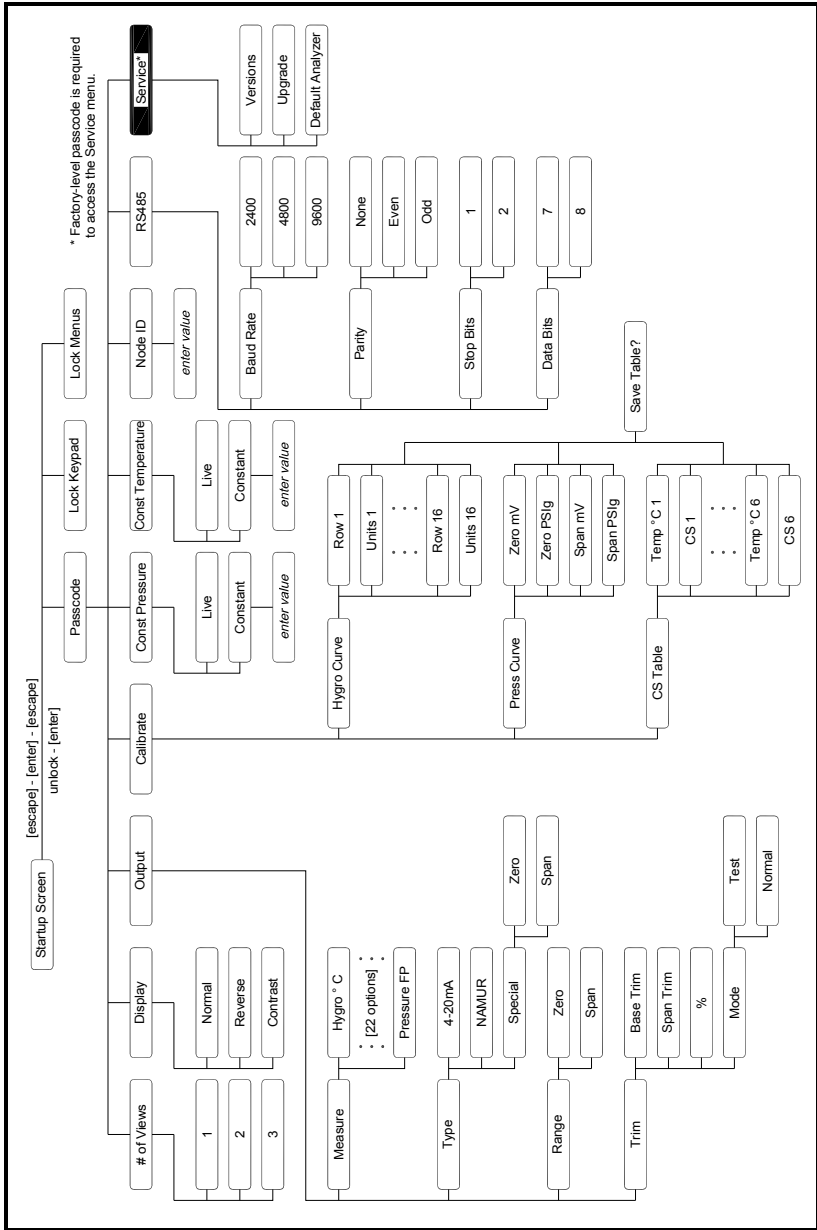 Startup Screen
[escape] - [enter] - [escape]
unlock - [enter]
Passcode
Lock Keypad
Lock Menus
* Factory-level passcode is required
to access the Service menu.
# of Views
Display
Output
Calibrate
Const Pressure
Const Temperature
Node ID
RS485
Service*
1
2
3
Normal
Reverse
Contrast
Live
Constant
enter value
Live
Constant
enter value
enter value
Versions
Upgrade
Default Analyzer
Measure
Hygro ° C
[22 options]
Pressure FP
Type
4-20mA
NAMUR
Special
Zero
Span
Range
Zero
Span
Trim
Base Trim
Span Trim
%
Mode
Test
Normal
Hygro Curve
Row 1
Units 1
Row 16
Units 16
Press Curve
Zero mV
Zero PSIg
Span mV
Span PSIg
CS Table
Temp °C 1
CS 1
Temp °C 6
CS 6
Save Table?
Baud Rate
2400
4800
9600
Parity
None
Even
Odd
Stop Bits
1
2
Data Bits
7
8